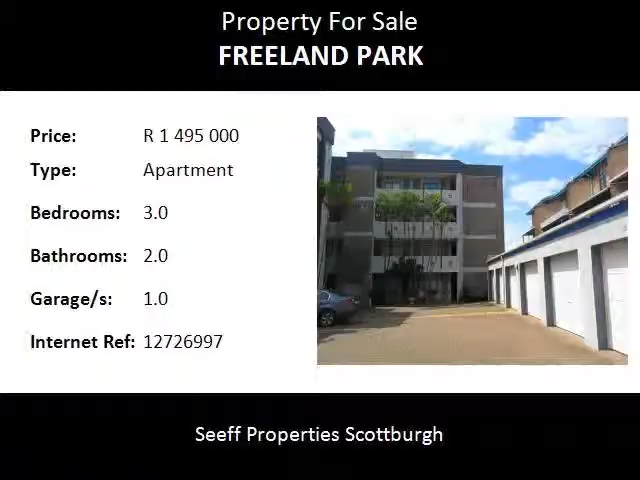 Property For Sale
FREELAND PARK
Price: R 1 495 000
Type: Apartment
Bedrooms: 3.0
Bathrooms: 2.0
Garage/s: 1.0
Internet Ref: 12726997
Seeff Properties Scottburgh